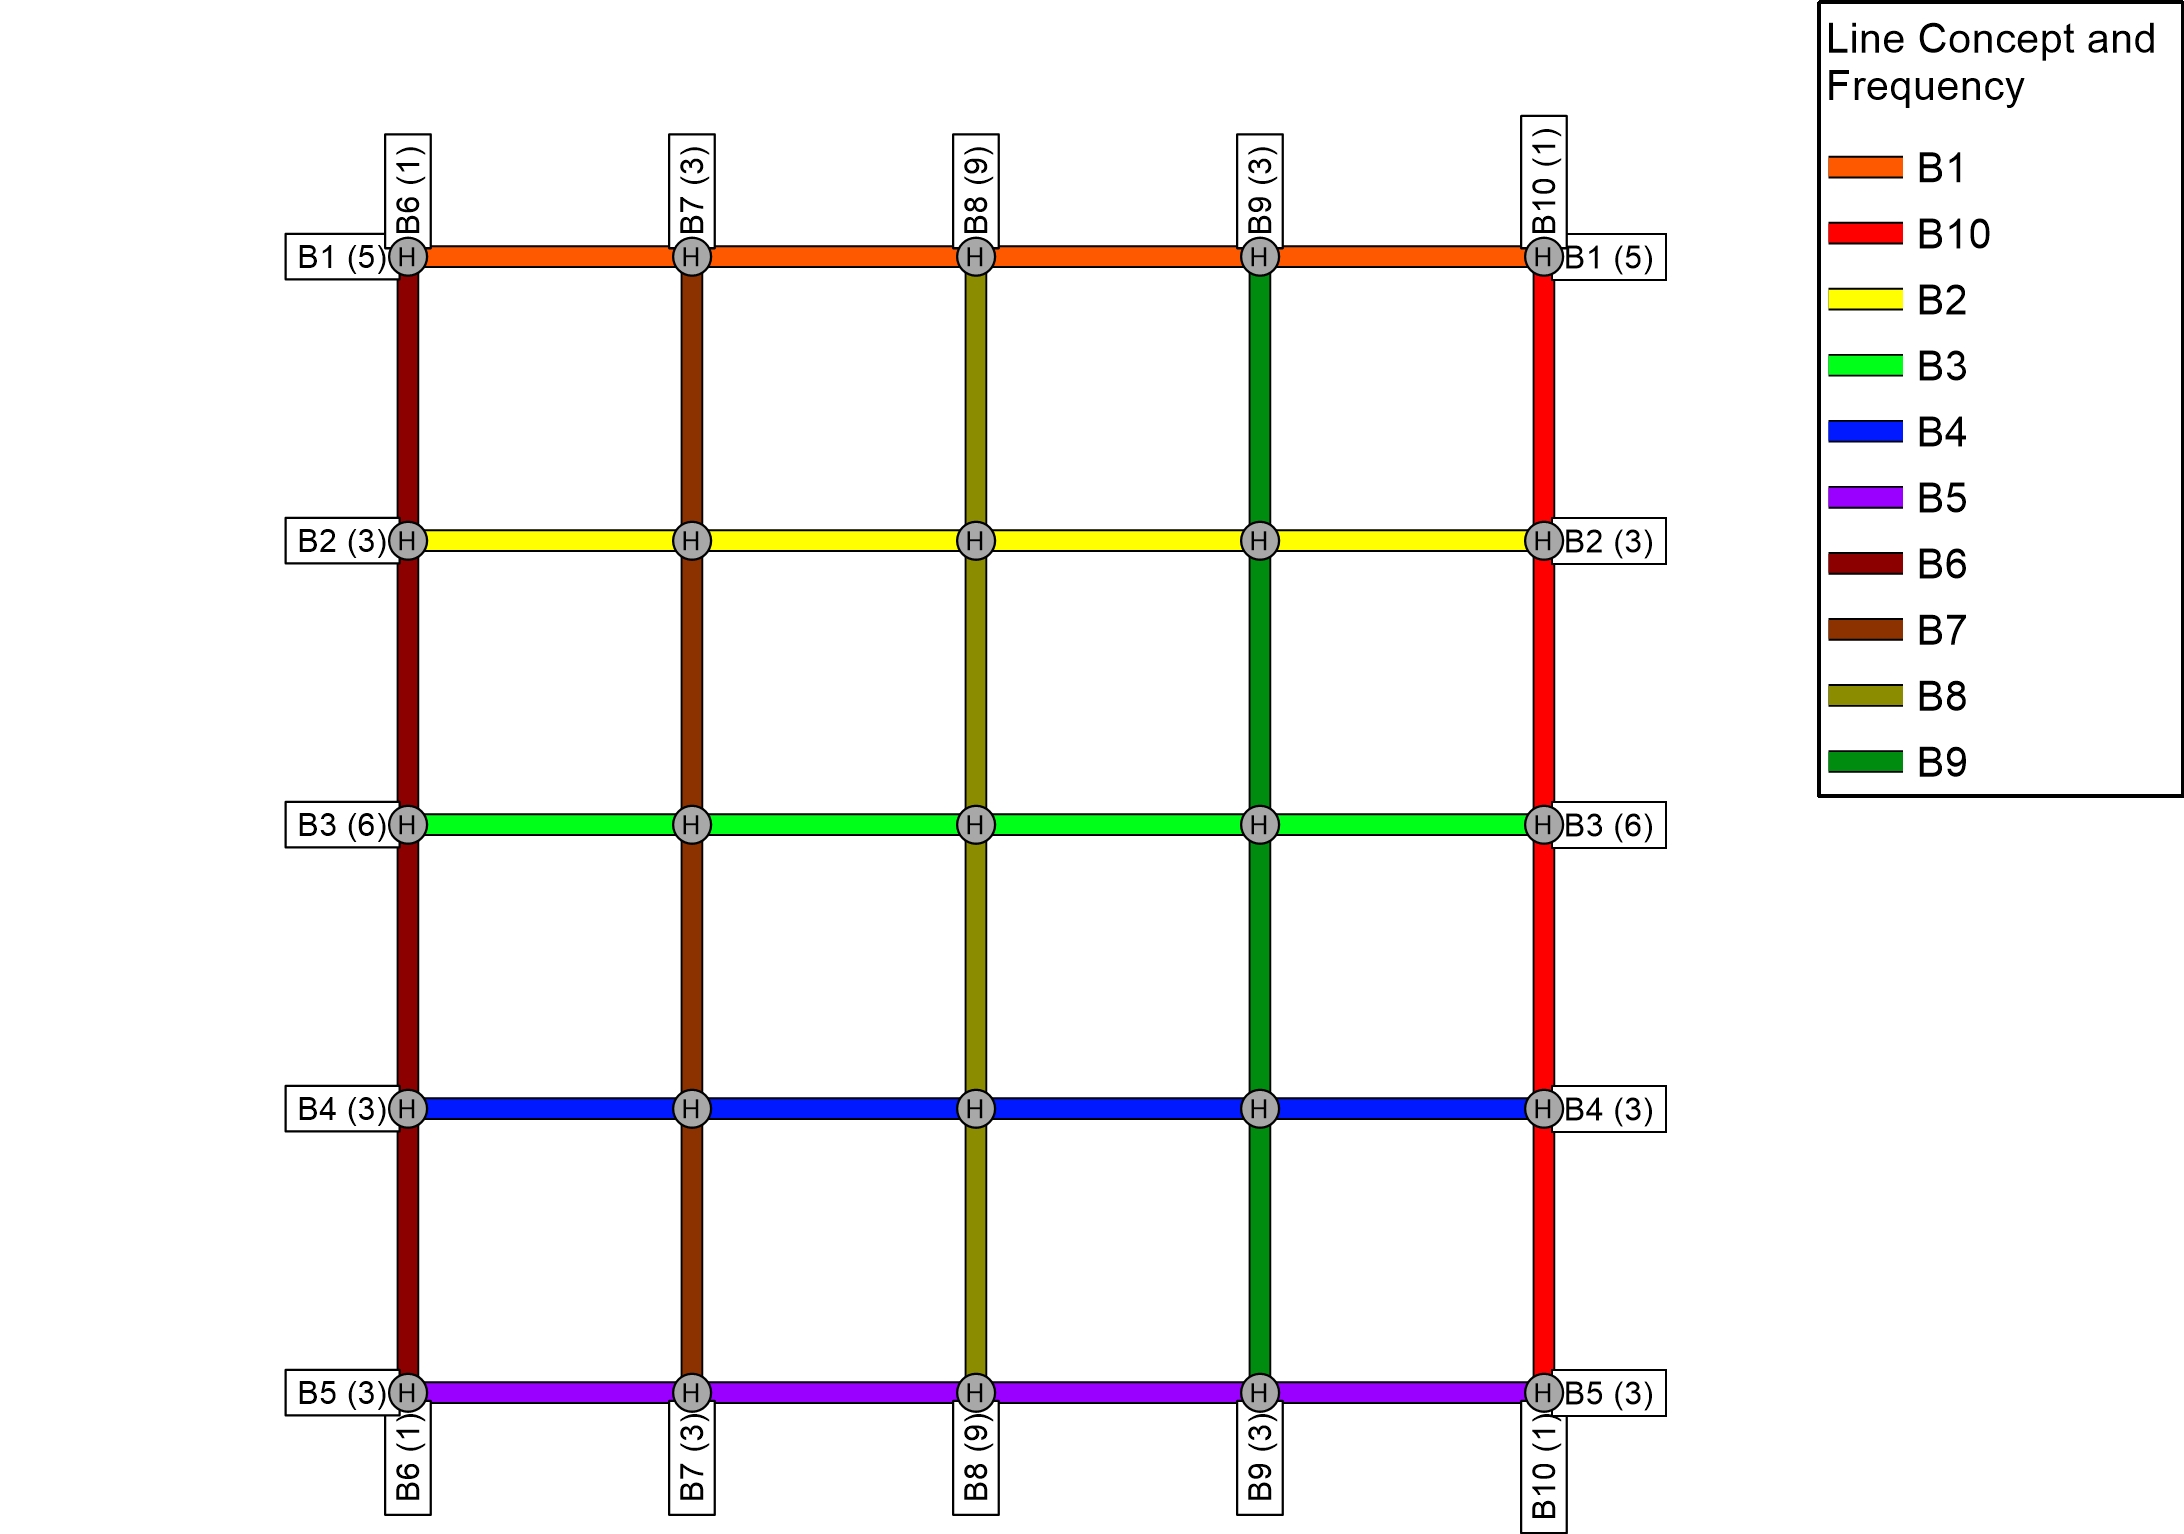 Line Concept and
Frequency
B1
B10
B2
B3
B4
B5
B6
B7
B8
B9
B6 (1)
B7 (3)
B8 (9)
B9 (3)
B10 (1)
B1 (5) H H H H H B1 (5)
B2 (3) H H H H H B2 (3)
B3 (6) H H H H H B3 (6)
B4 (3) H H H H H B4 (3)
B5 (3) H H H H H B5 (3)
B6 (1)
B7 (3)
B8 (9)
B9 (3)
B10 (1)